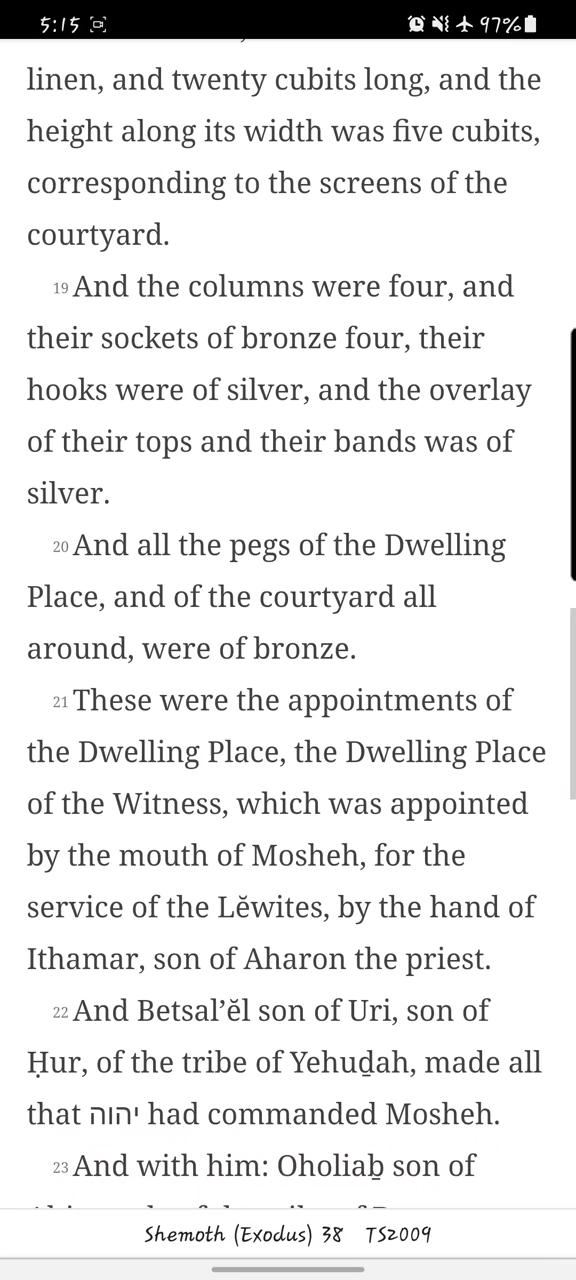 5:15 97%
linen, and twenty cubits long, and the
height along its width was five cubits,
corresponding to the screens of the
courtyard.
19 And the columns were four, and
their sockets of bronze four, their
hooks were of silver, and the overlay
of their tops and their bands was of
silver.
20 And all the pegs of the Dwelling
Place, and of the courtyard all
around, were of bronze.
21 These were the appointments of
the Dwelling Place, the Dwelling Place
of the Witness, which was appointed
by the mouth of Mosheh, for the
service of the Lĕwites, by the hand of
Ithamar, son of Aharon the priest.
22 And Betsal’ĕl son of Uri, son of
Ḥur, of the tribe of Yehuḏah, made all
that יהוה had commanded Mosheh.
23 And with him: Oholiaḇ son of
Shemoth (Exodus) 38 TS2009